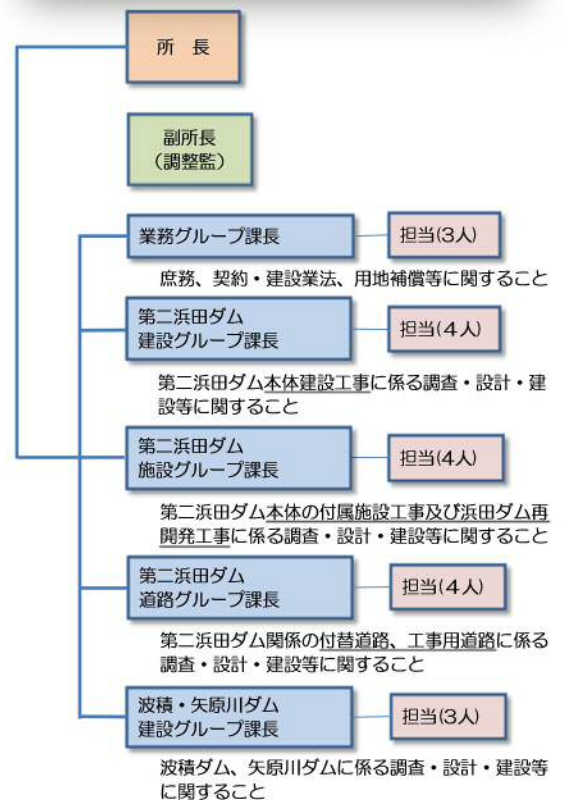 所　長
副所長
（調整監）
業務グループ課長
担当(3人)
庶務、契約・建設業法、用地補償等に関すること
第二浜田ダム
建設グループ課長
担当(４人)
第二浜田ダム本体建設工事に係る調査・設計・建
設等に関すること
第二浜田ダム
施設グループ課長
担当(4人)
第二浜田ダム本体の付属施設工事及び浜田ダム再
開発工事に係る調査・設計・建設等に関すること
第二浜田ダム
道路グループ課長
担当(４人)
第二浜田ダム関係の付替道路、工事用道路に係る
調査・設計・建設等に関すること
波積・矢原川ダム
建設グループ課長
担当(3人)
波積ダム、矢原川ダムに係る調査・設計・建設等
に関すること